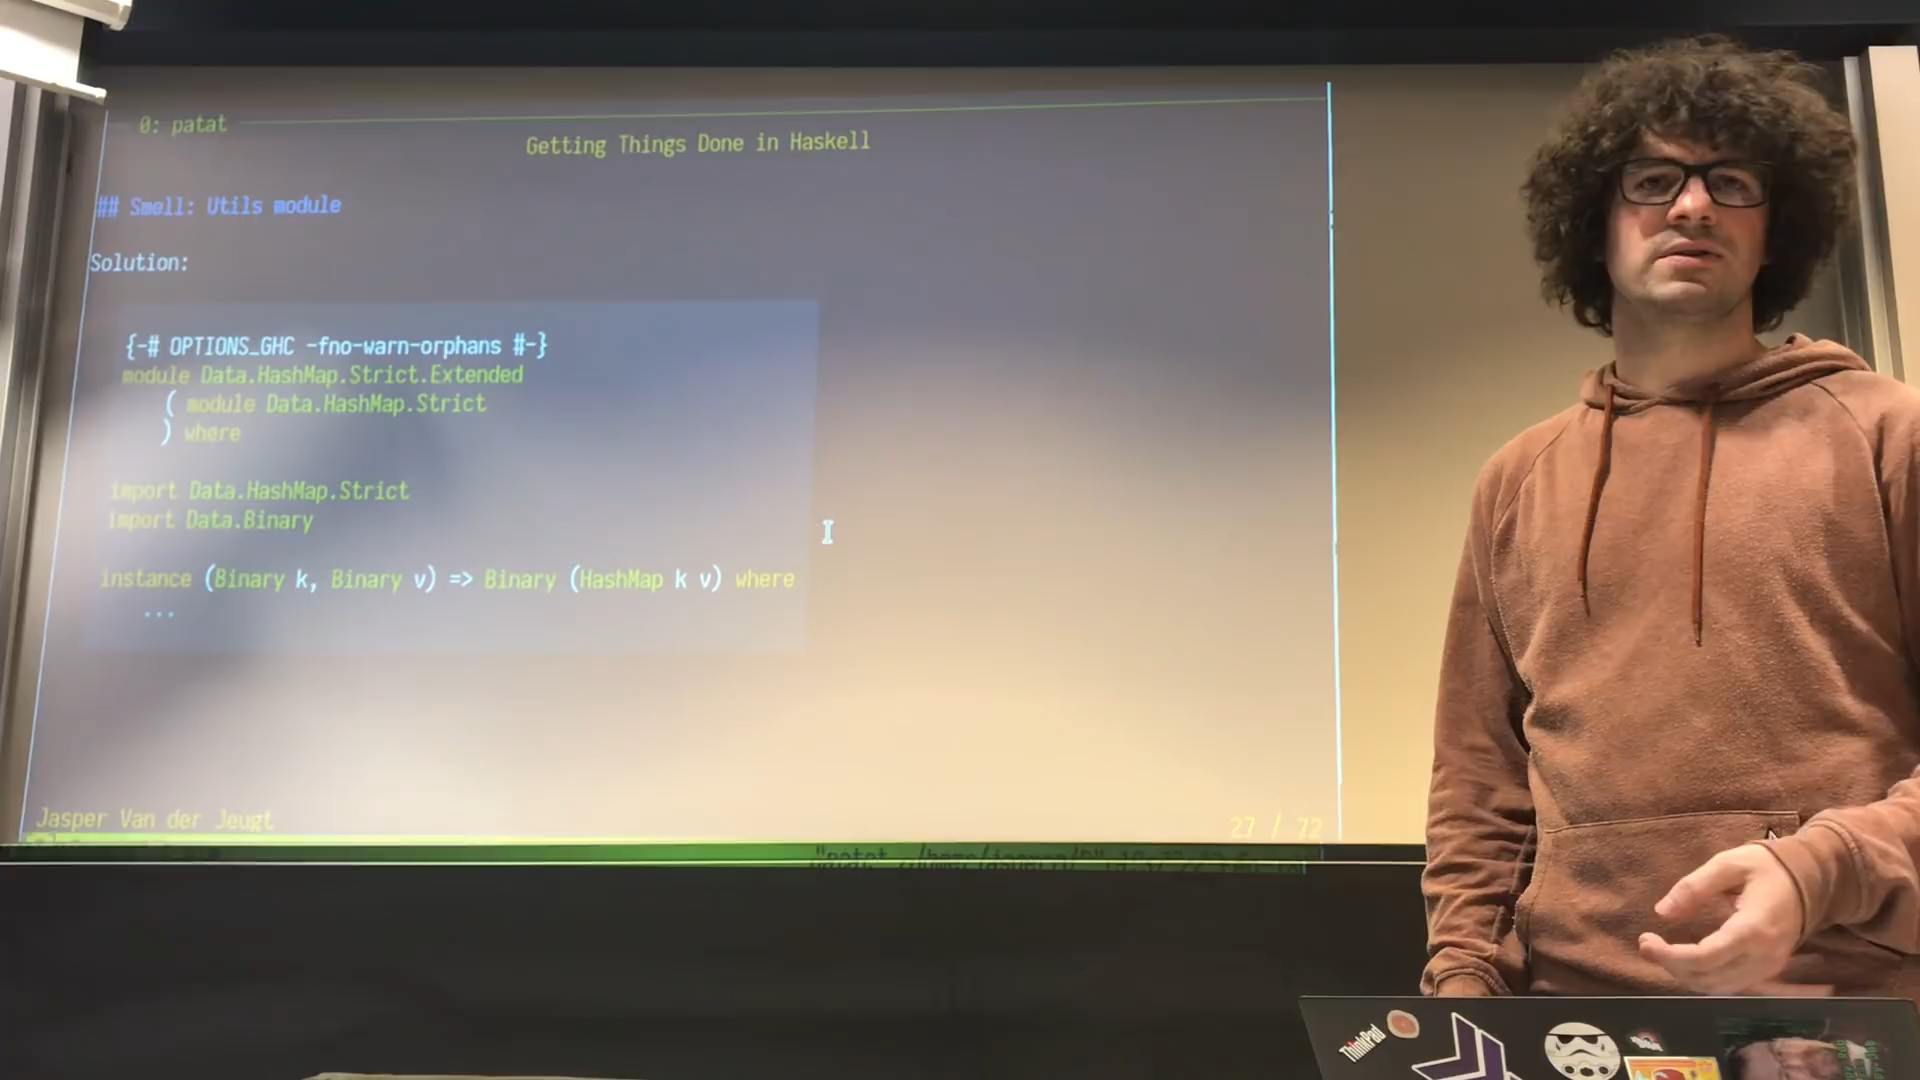 0: patat
Getting Things Done in Haskell
## Smell: Utils module
Solution:
{-# OPTIONS_GHC -fno-warn-orphans #-}
module Data.HashMap.Strict.Extended
( module Data.HashMap.Strict
) where
import Data.HashMap.Strict
import Data.Binary
instance (Binary k, Binary v) => Binary (HashMap k v) where
...
Jasper Van der Jeugt
27 / 72
ThinkPad